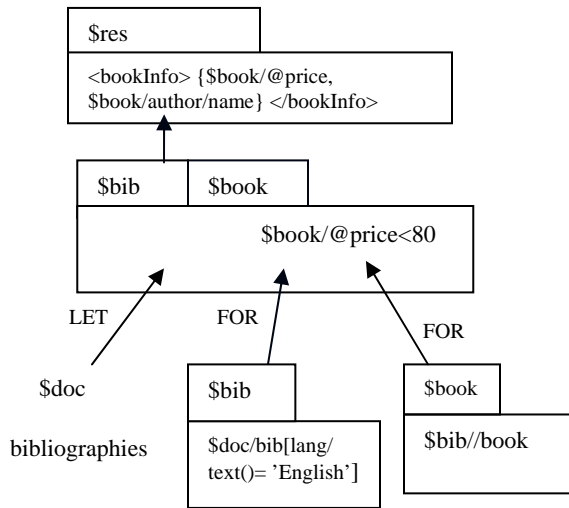 $res
<bookInfo> {$book/@price,
$book/author/name} </bookInfo>
$bib
$book
$book/@price<80
LET
FOR
FOR
$doc
bibliographies
$bib
$doc/bib[lang/
text()= ’English’]
$book
$bib//book